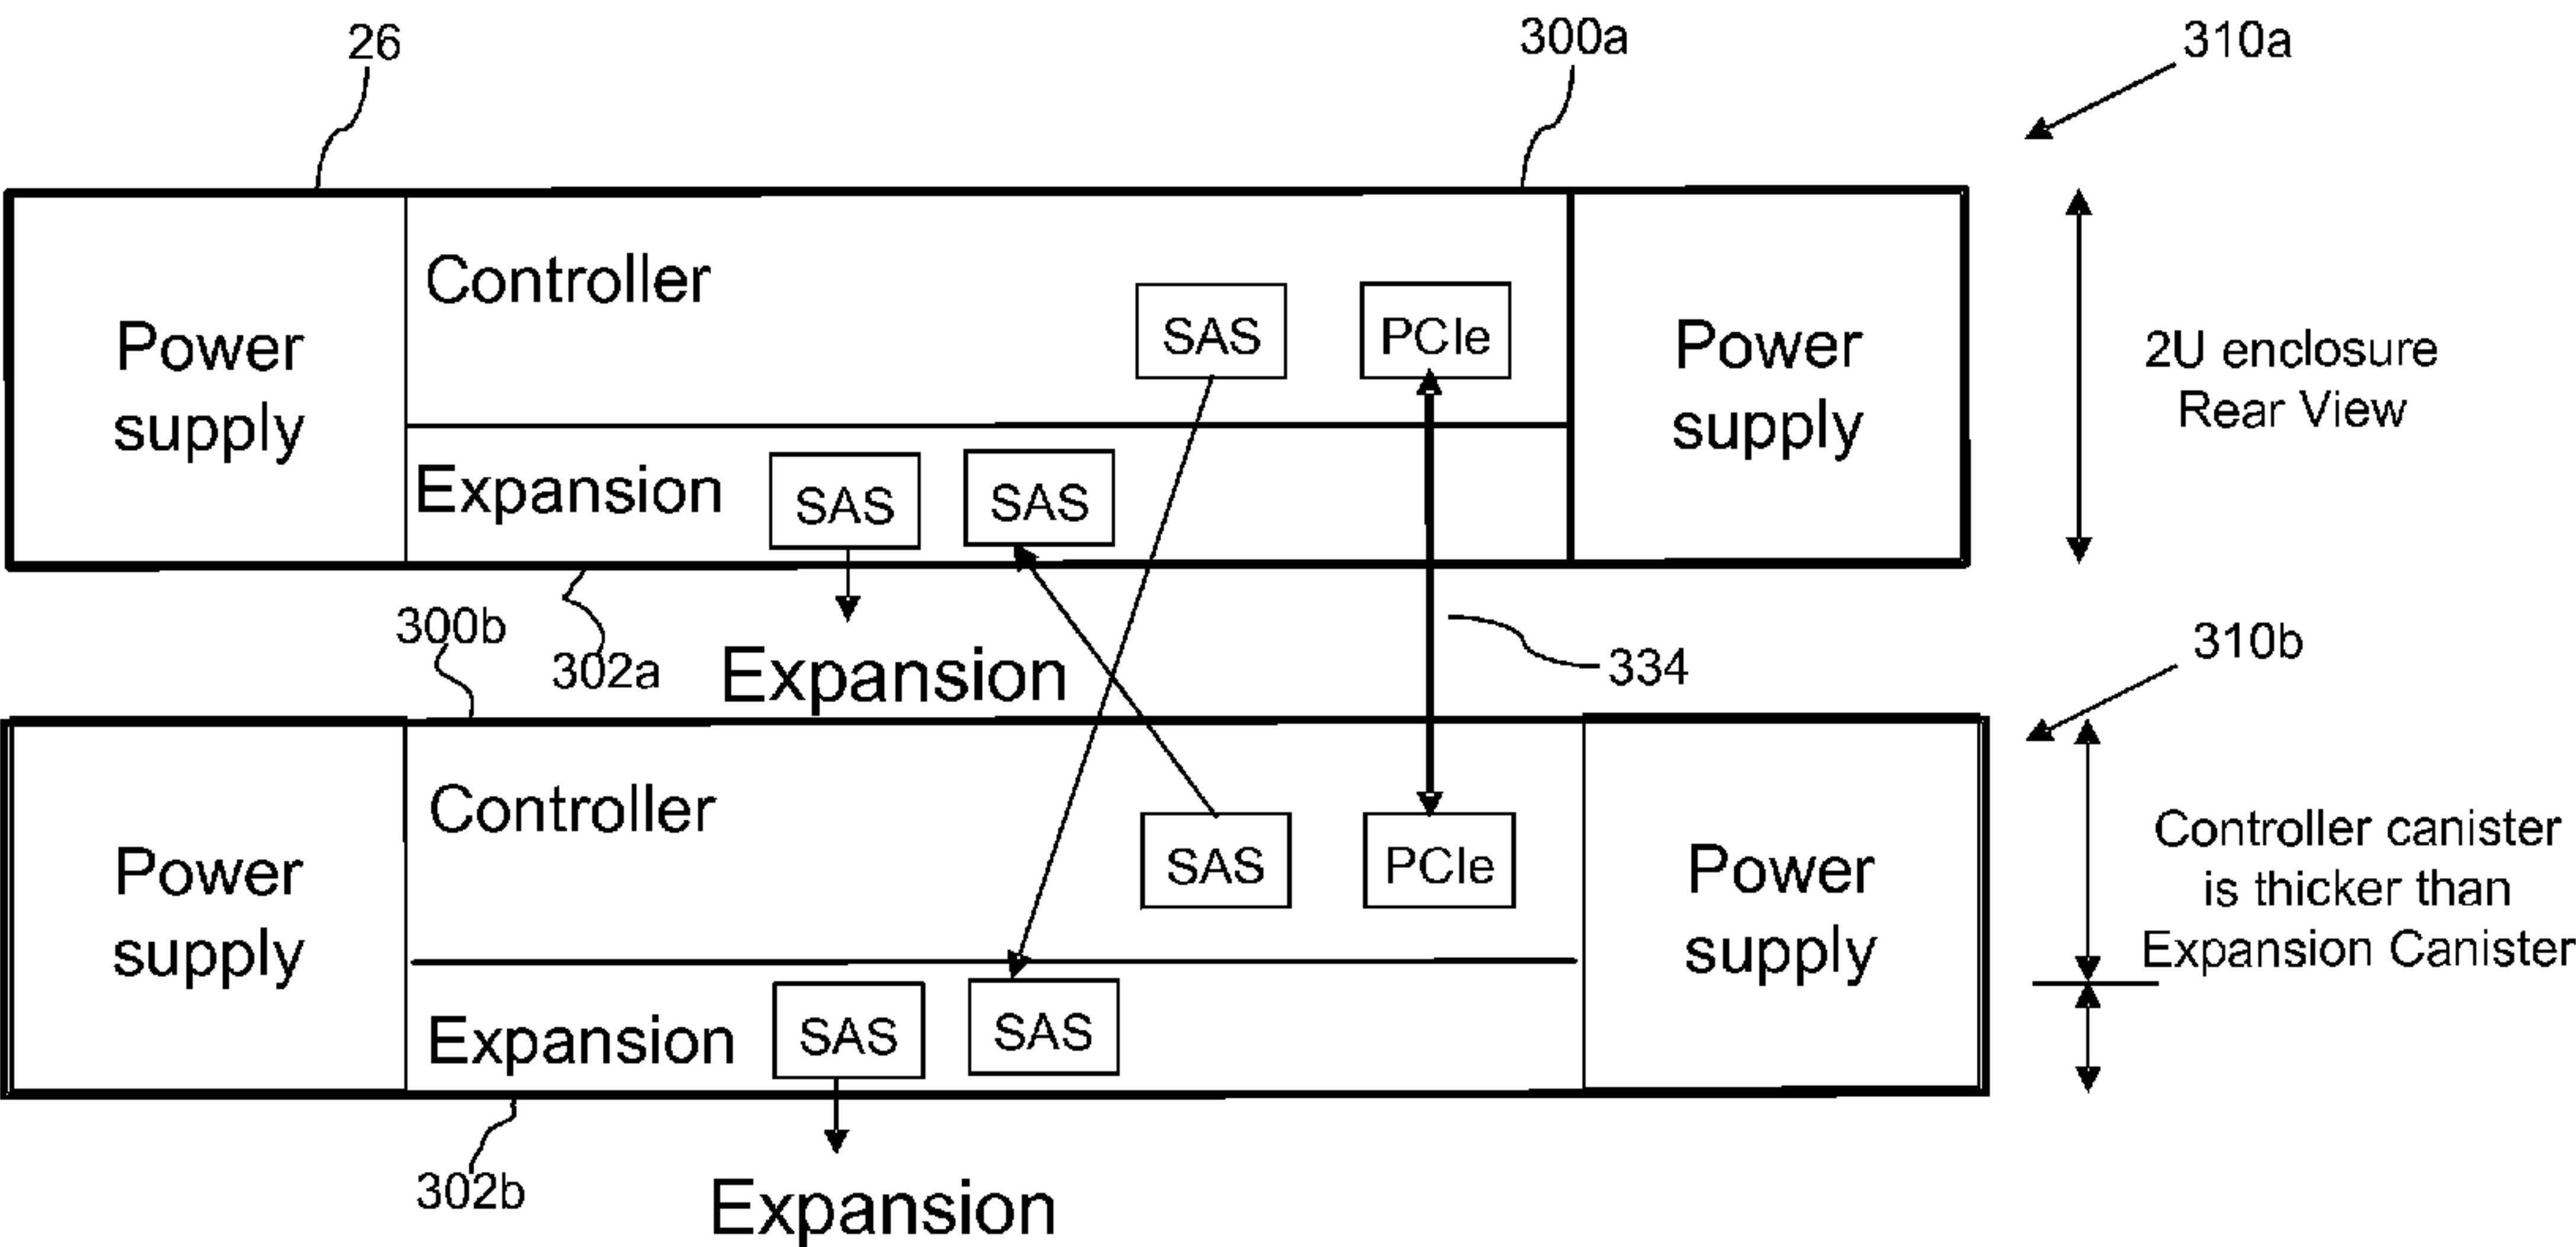 26
300a
310a
Controller
SAS
PCIe
Power
supply
Power
supply
2U enclosure
Rear View
Expansion
SAS
SAS
300b
302a
Expansion
334
310b
Controller
SAS
PCIe
Power
supply
Power
supply
Controller canister
is thicker than
Expansion Canister
Expansion
SAS
SAS
302b
Expansion